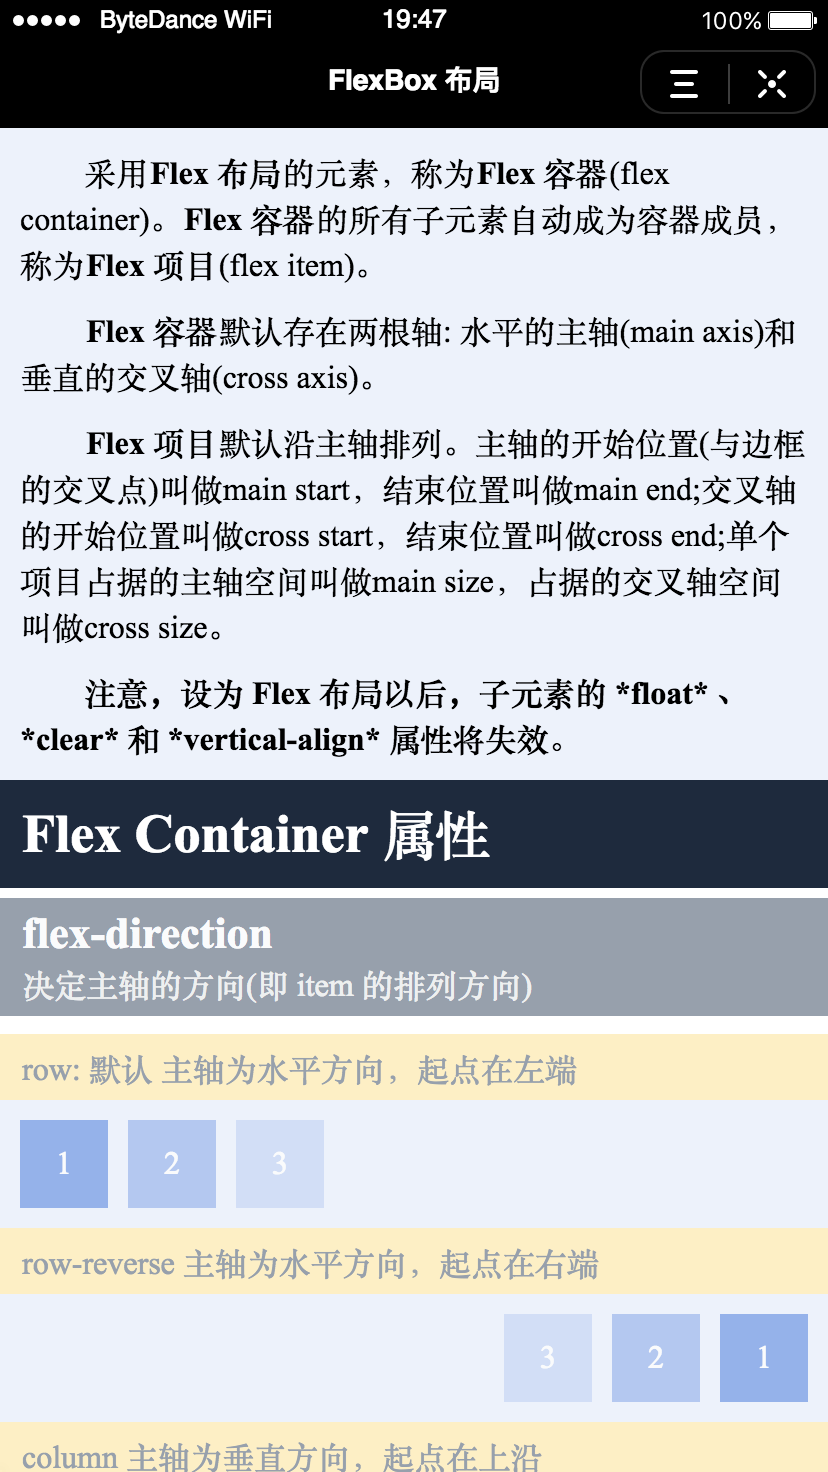 ByteDance WiFi 19:47 100%
FlexBox 布局
采用Flex 布局的元素，称为Flex 容器(flex
container)。Flex 容器的所有子元素自动成为容器成员，
称为Flex 项目(flex item)。
Flex 容器默认存在两根轴: 水平的主轴(main axis)和
垂直的交叉轴(cross axis)。
Flex 项目默认沿主轴排列。主轴的开始位置(与边框
的交叉点)叫做main start，结束位置叫做main end;交叉轴
的开始位置叫做cross start，结束位置叫做cross end;单个
项目占据的主轴空间叫做main size，占据的交叉轴空间
叫做cross size。
注意，设为 Flex 布局以后，子元素的 *float* 、
*clear* 和 *vertical-align* 属性将失效。
Flex Container 属性
flex-direction
决定主轴的方向(即 item 的排列方向)
row: 默认 主轴为水平方向，起点在左端
1 2 3
row-reverse 主轴为水平方向，起点在右端
3 2 1
column 主轴为垂直方向，起点在上沿